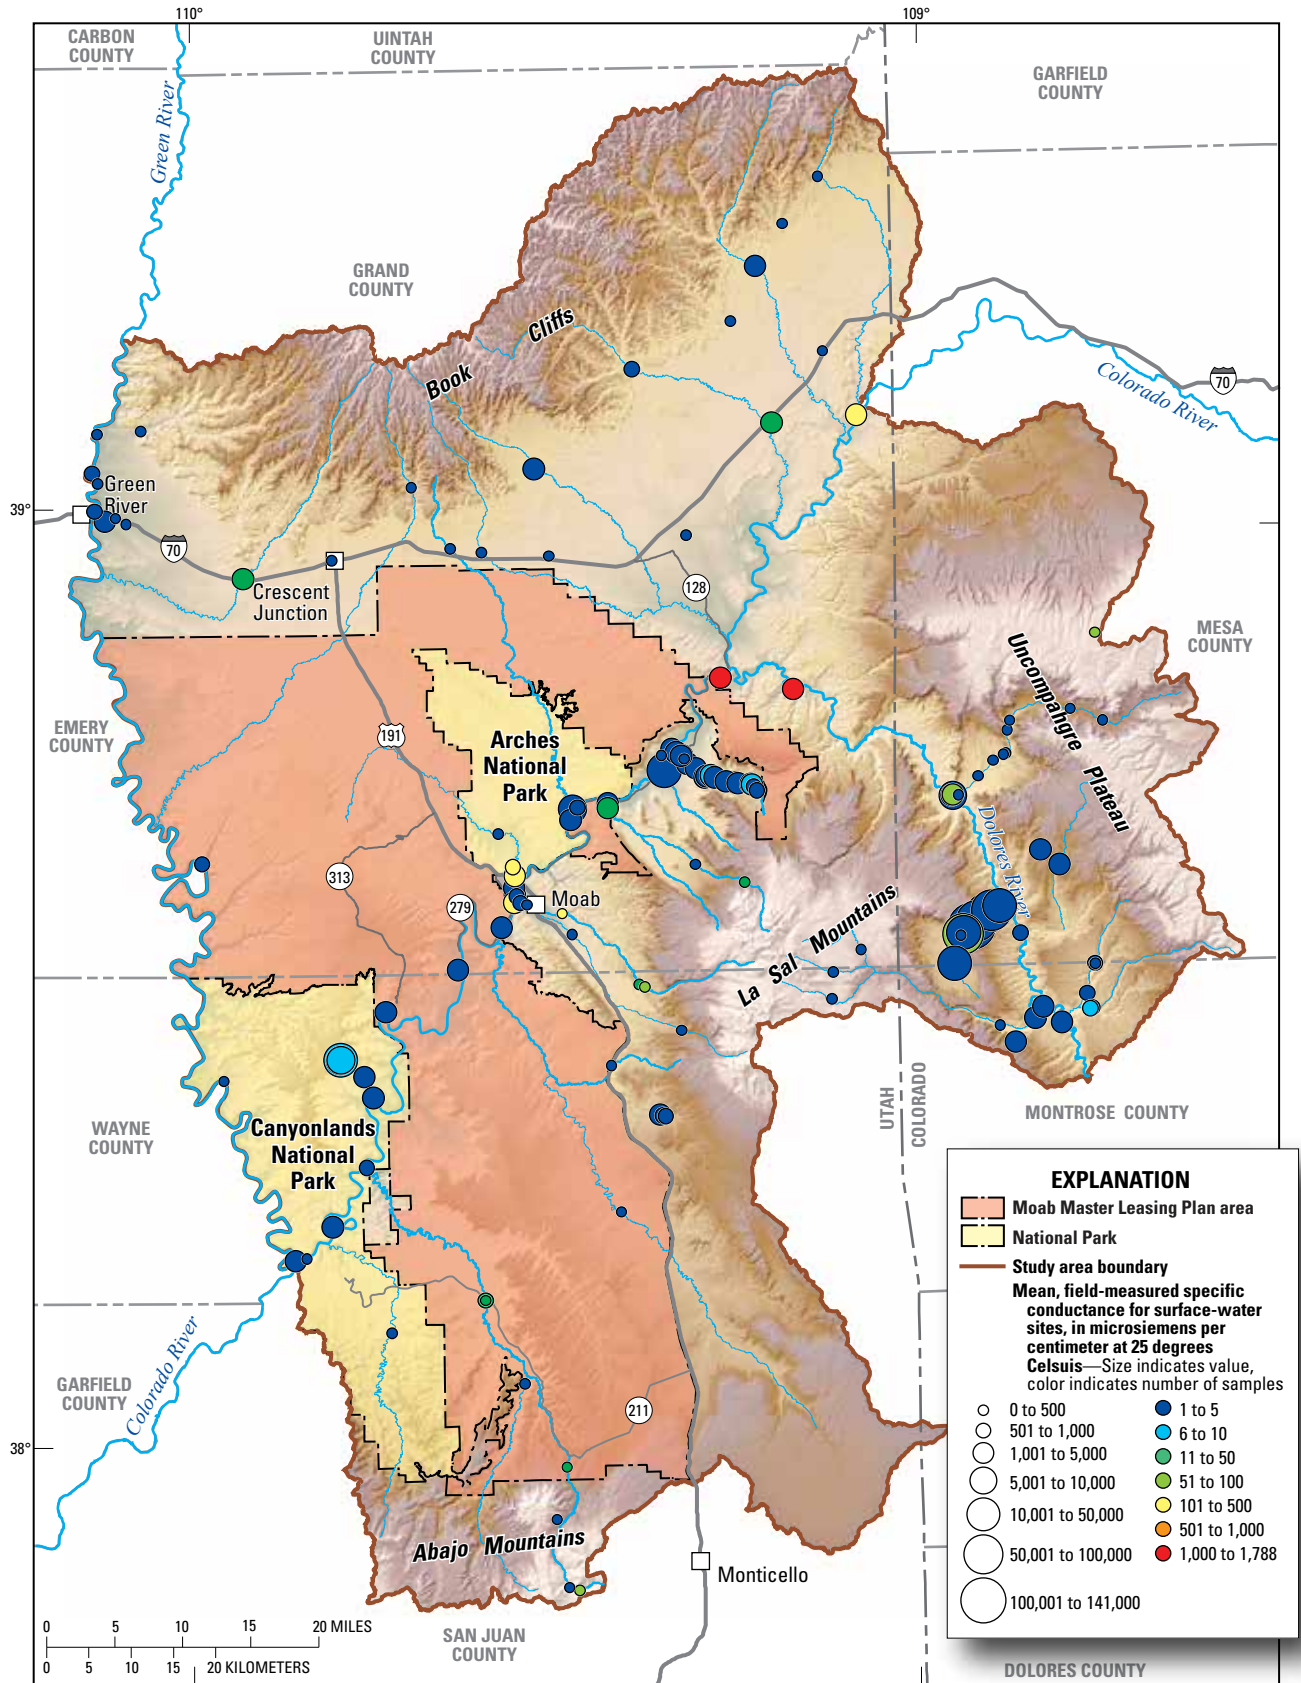 110°
109°
CARBON
COUNTY
UINTAH
COUNTY
GARFIELD
COUNTY
Green River
GRAND
COUNTY
Book Cliffs
Colorado River
70
Green
River
39°
70
Crescent
Junction
128
MESA
COUNTY
Uncompahgre Plateau
EMERY
COUNTY
191
Arches
National
Park
Dolores River
313
279
Moab
La Sal Mountains
UTAH
COLORADO
WAYNE
COUNTY
Canyonlands
National
Park
MONTROSE COUNTY
EXPLANATION
Moab Master Leasing Plan area
National Park
Study area boundary
Mean, field-measured specific
conductance for surface-water
sites, in microsiemens per
centimeter at 25 degrees
Celsuis—Size indicates value,
color indicates number of samples
0 to 500
501 to 1,000
1,001 to 5,000
5,001 to 10,000
10,001 to 50,000
50,001 to 100,000
100,001 to 141,000
1 to 5
6 to 10
11 to 50
51 to 100
101 to 500
501 to 1,000
1,000 to 1,788
Colorado River
GARFIELD
COUNTY
211
38°
Abajo Mountains
Monticello
0 5 10 15 20 MILES
0 5 10 15 20 KILOMETERS
SAN JUAN
COUNTY
DOLORES COUNTY